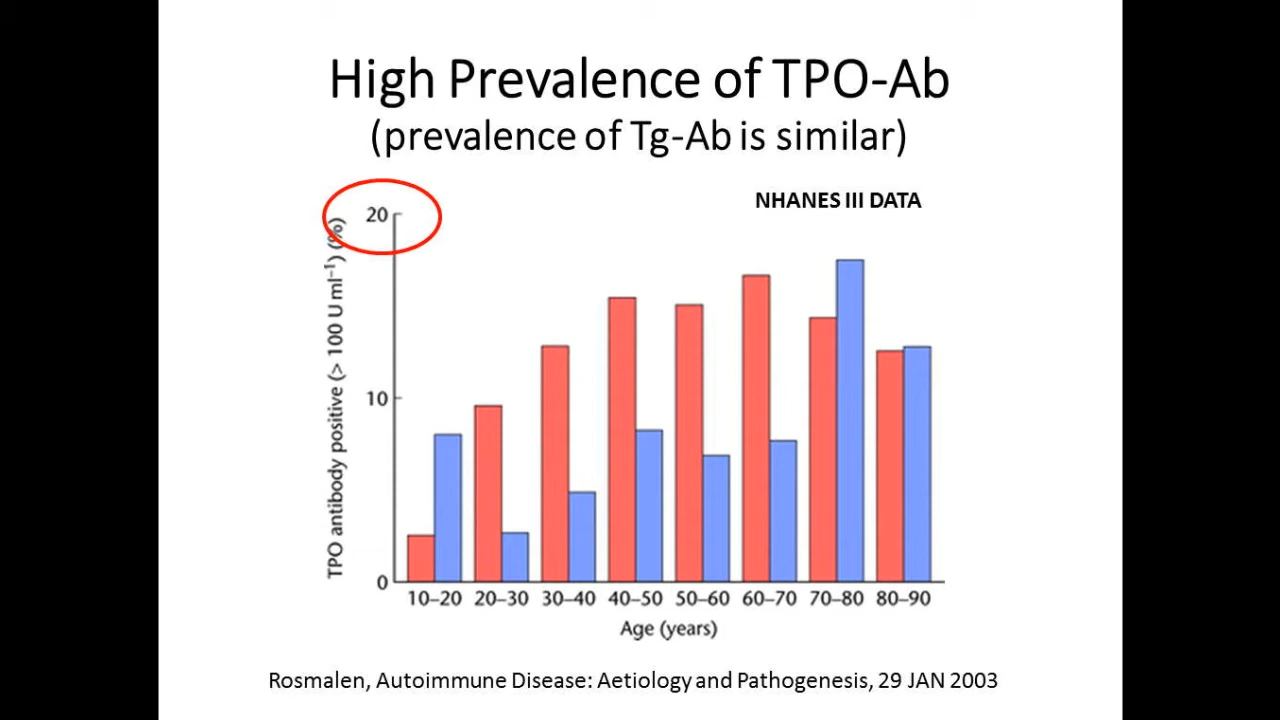 High Prevalence of TPO-Ab
(prevalence of Tg-Ab is similar)
NHANES III DATA
TPO antibody positive (> 100 U ml⁻¹) (%)
20
10
0
10–20 20–30 30–40 40–50 50–60 60–70 70–80 80–90
Age (years)
Rosmalen, Autoimmune Disease: Aetiology and Pathogenesis, 29 JAN 2003